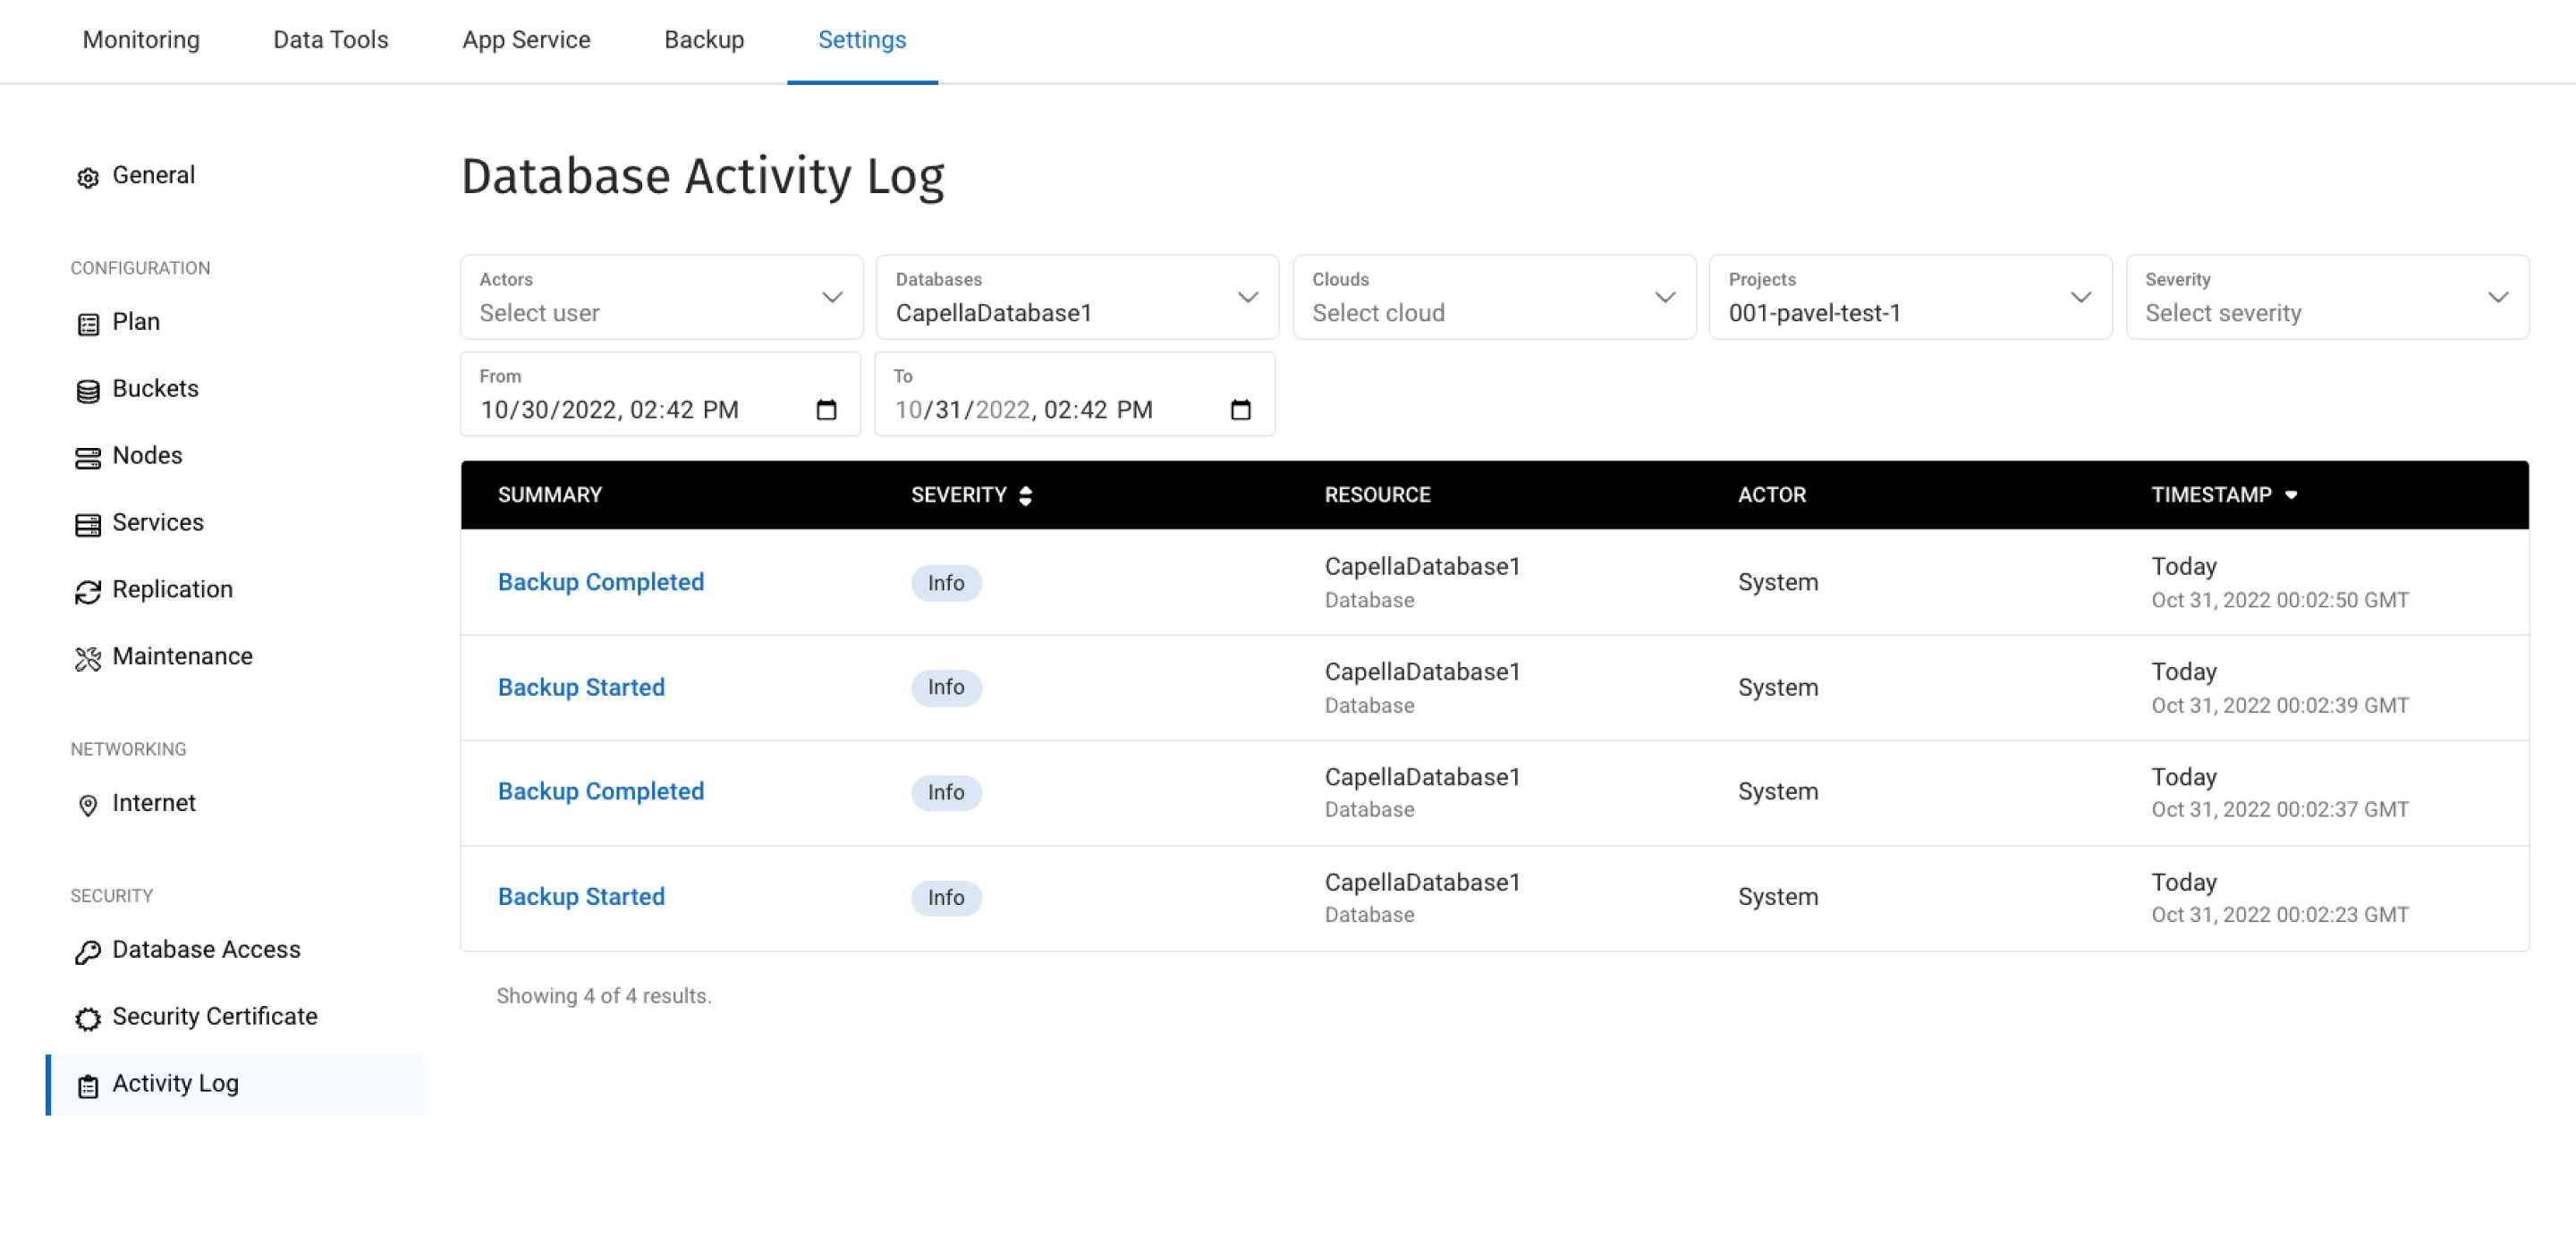 Monitoring Data Tools App Service Backup Settings
General
CONFIGURATION
Plan
Buckets
Nodes
Services
Replication
Maintenance
NETWORKING
Internet
SECURITY
Database Access
Security Certificate
Activity Log
Database Activity Log
Actors Databases Clouds Projects Severity
Select user CapellaDatabase1 Select cloud 001-pavel-test-1 Select severity
From To
10/30/2022, 02:42 PM 10/31/2022, 02:42 PM
SUMMARY SEVERITY RESOURCE ACTOR TIMESTAMP
Backup Completed Info CapellaDatabase1 System Today
Database Oct 31, 2022 00:02:50 GMT
Backup Started Info CapellaDatabase1 System Today
Database Oct 31, 2022 00:02:39 GMT
Backup Completed Info CapellaDatabase1 System Today
Database Oct 31, 2022 00:02:37 GMT
Backup Started Info CapellaDatabase1 System Today
Database Oct 31, 2022 00:02:23 GMT
Showing 4 of 4 results.